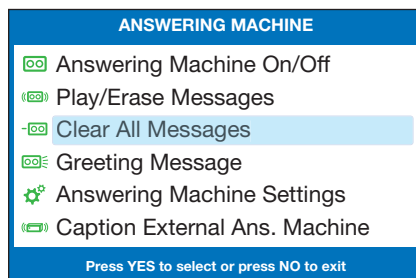 ANSWERING MACHINE
Answering Machine On/Off
Play/Erase Messages
Clear All Messages
Greeting Message
Answering Machine Settings
Caption External Ans. Machine
Press YES to select or press NO to exit